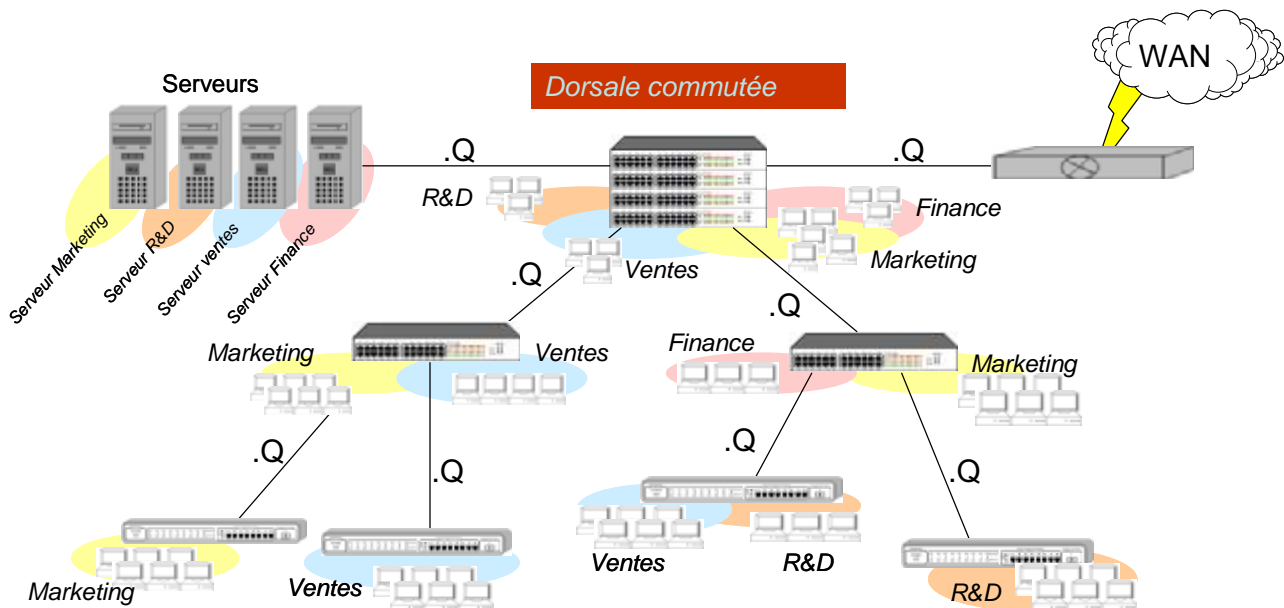 WAN
Serveurs
Dorsale commutée
.Q
.Q
R&D
Finance
Serveur Marketing
Serveur R&D
Serveur ventes
Serveur Finance
Ventes
Marketing
.Q
.Q
Marketing
Ventes
Finance
Marketing
.Q
.Q
.Q
.Q
Marketing
Ventes
Ventes
R&D
R&D